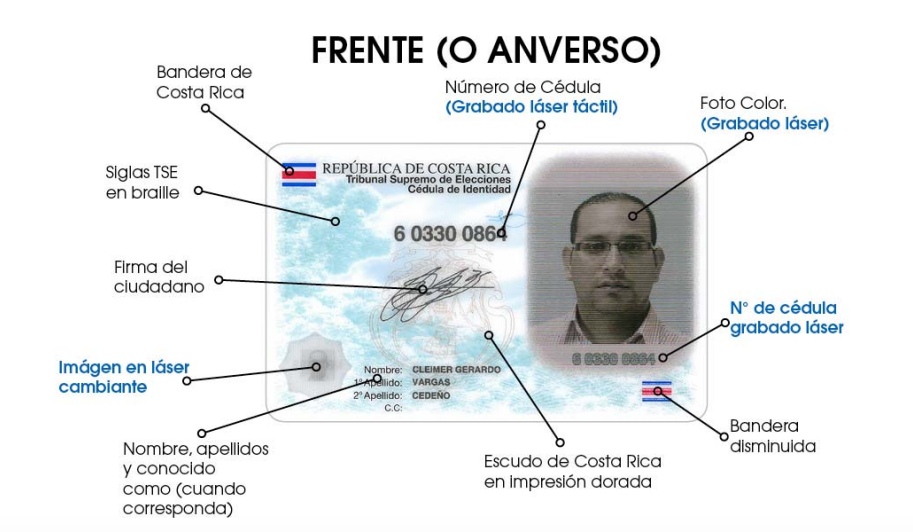 FRENTE (O ANVERSO)
Bandera de
Costa Rica
Número de Cédula
(Grabado láser táctil)
Foto Color.
(Grabado láser)
Siglas TSE
en braille
REPÚBLICA DE COSTA RICA
Tribunal Supremo de Elecciones
Cédula de Identidad
6 0330 0864
Firma del
ciudadano
N° de cédula
grabado láser
6 0330 0864
Imágen en láser
cambiante
Nombre: CLEIMER GERARDO
1° Apellido: VARGAS
2° Apellido: CEDEÑO
C.C:
Bandera
disminuida
Nombre, apellidos
y conocido
como (cuando
corresponda)
Escudo de Costa Rica
en impresión dorada